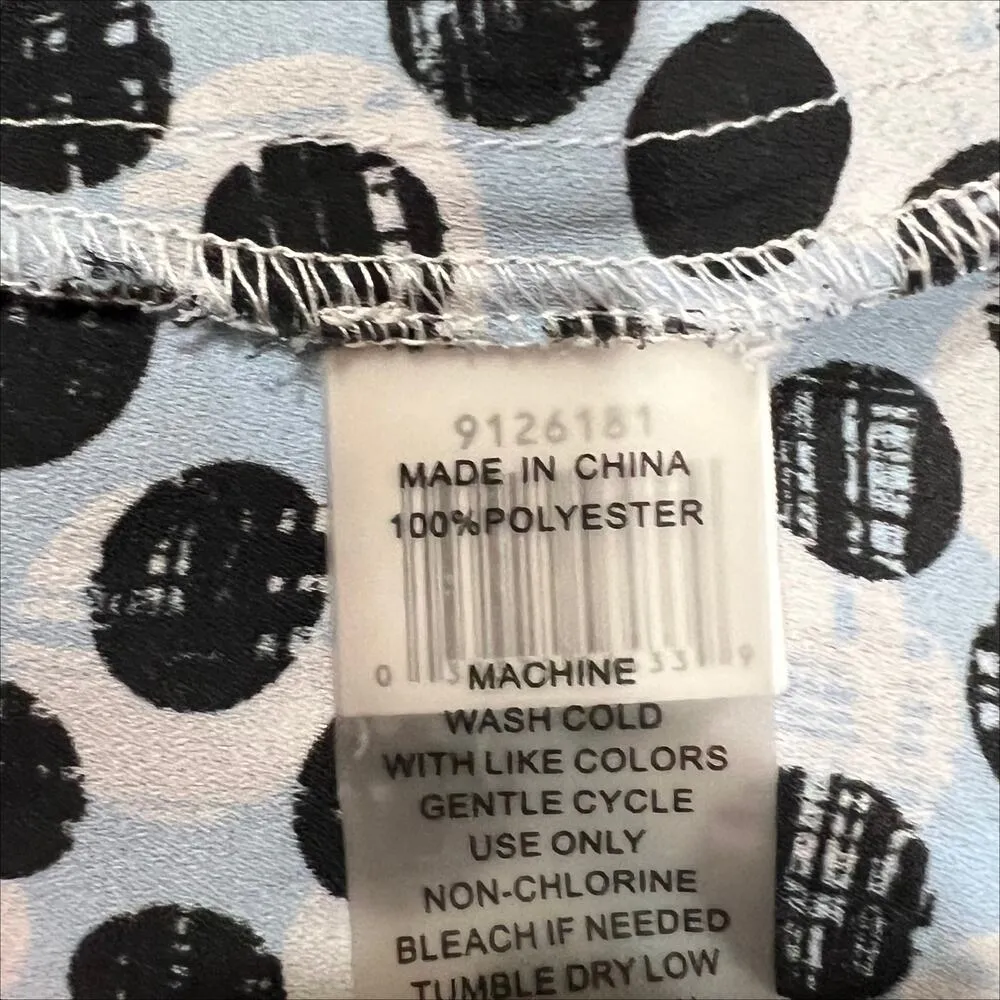 9126181
MADE IN CHINA
100%POLYESTER
MACHINE
WASH COLD
WITH LIKE COLORS
GENTLE CYCLE
USE ONLY
NON-CHLORINE
BLEACH IF NEEDED
TUMBLE DRY LOW